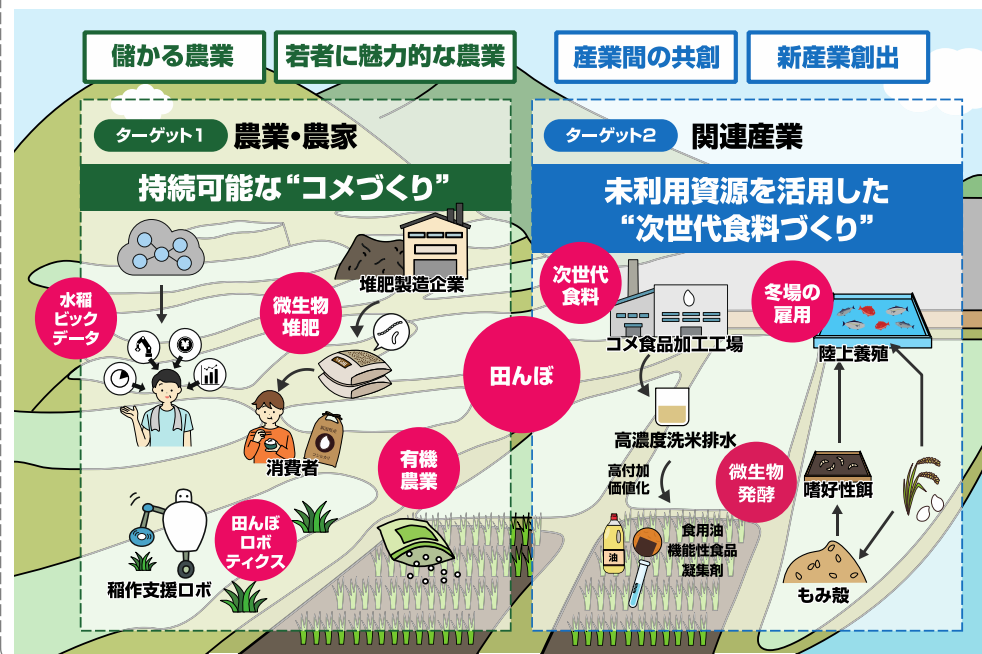 儲かる農業
若者に魅力的な農業
産業間の共創
新産業創出
ターゲット1
農業・農家
持続可能な“コメづくり”
水稲
ビック
データ
微生物
堆肥
堆肥製造企業
消費者
有機
農業
田んぼ
ロボ
ティクス
稲作支援ロボ
田んぼ
ターゲット2
関連産業
未利用資源を活用した
“次世代食料づくり”
次世代
食料
コメ食品加工工場
冬場の
雇用
陸上養殖
高濃度洗米排水
高付加
価値化
微生物
発酵
嗜好性餌
油
食用油
機能性食品
凝集剤
もみ殻